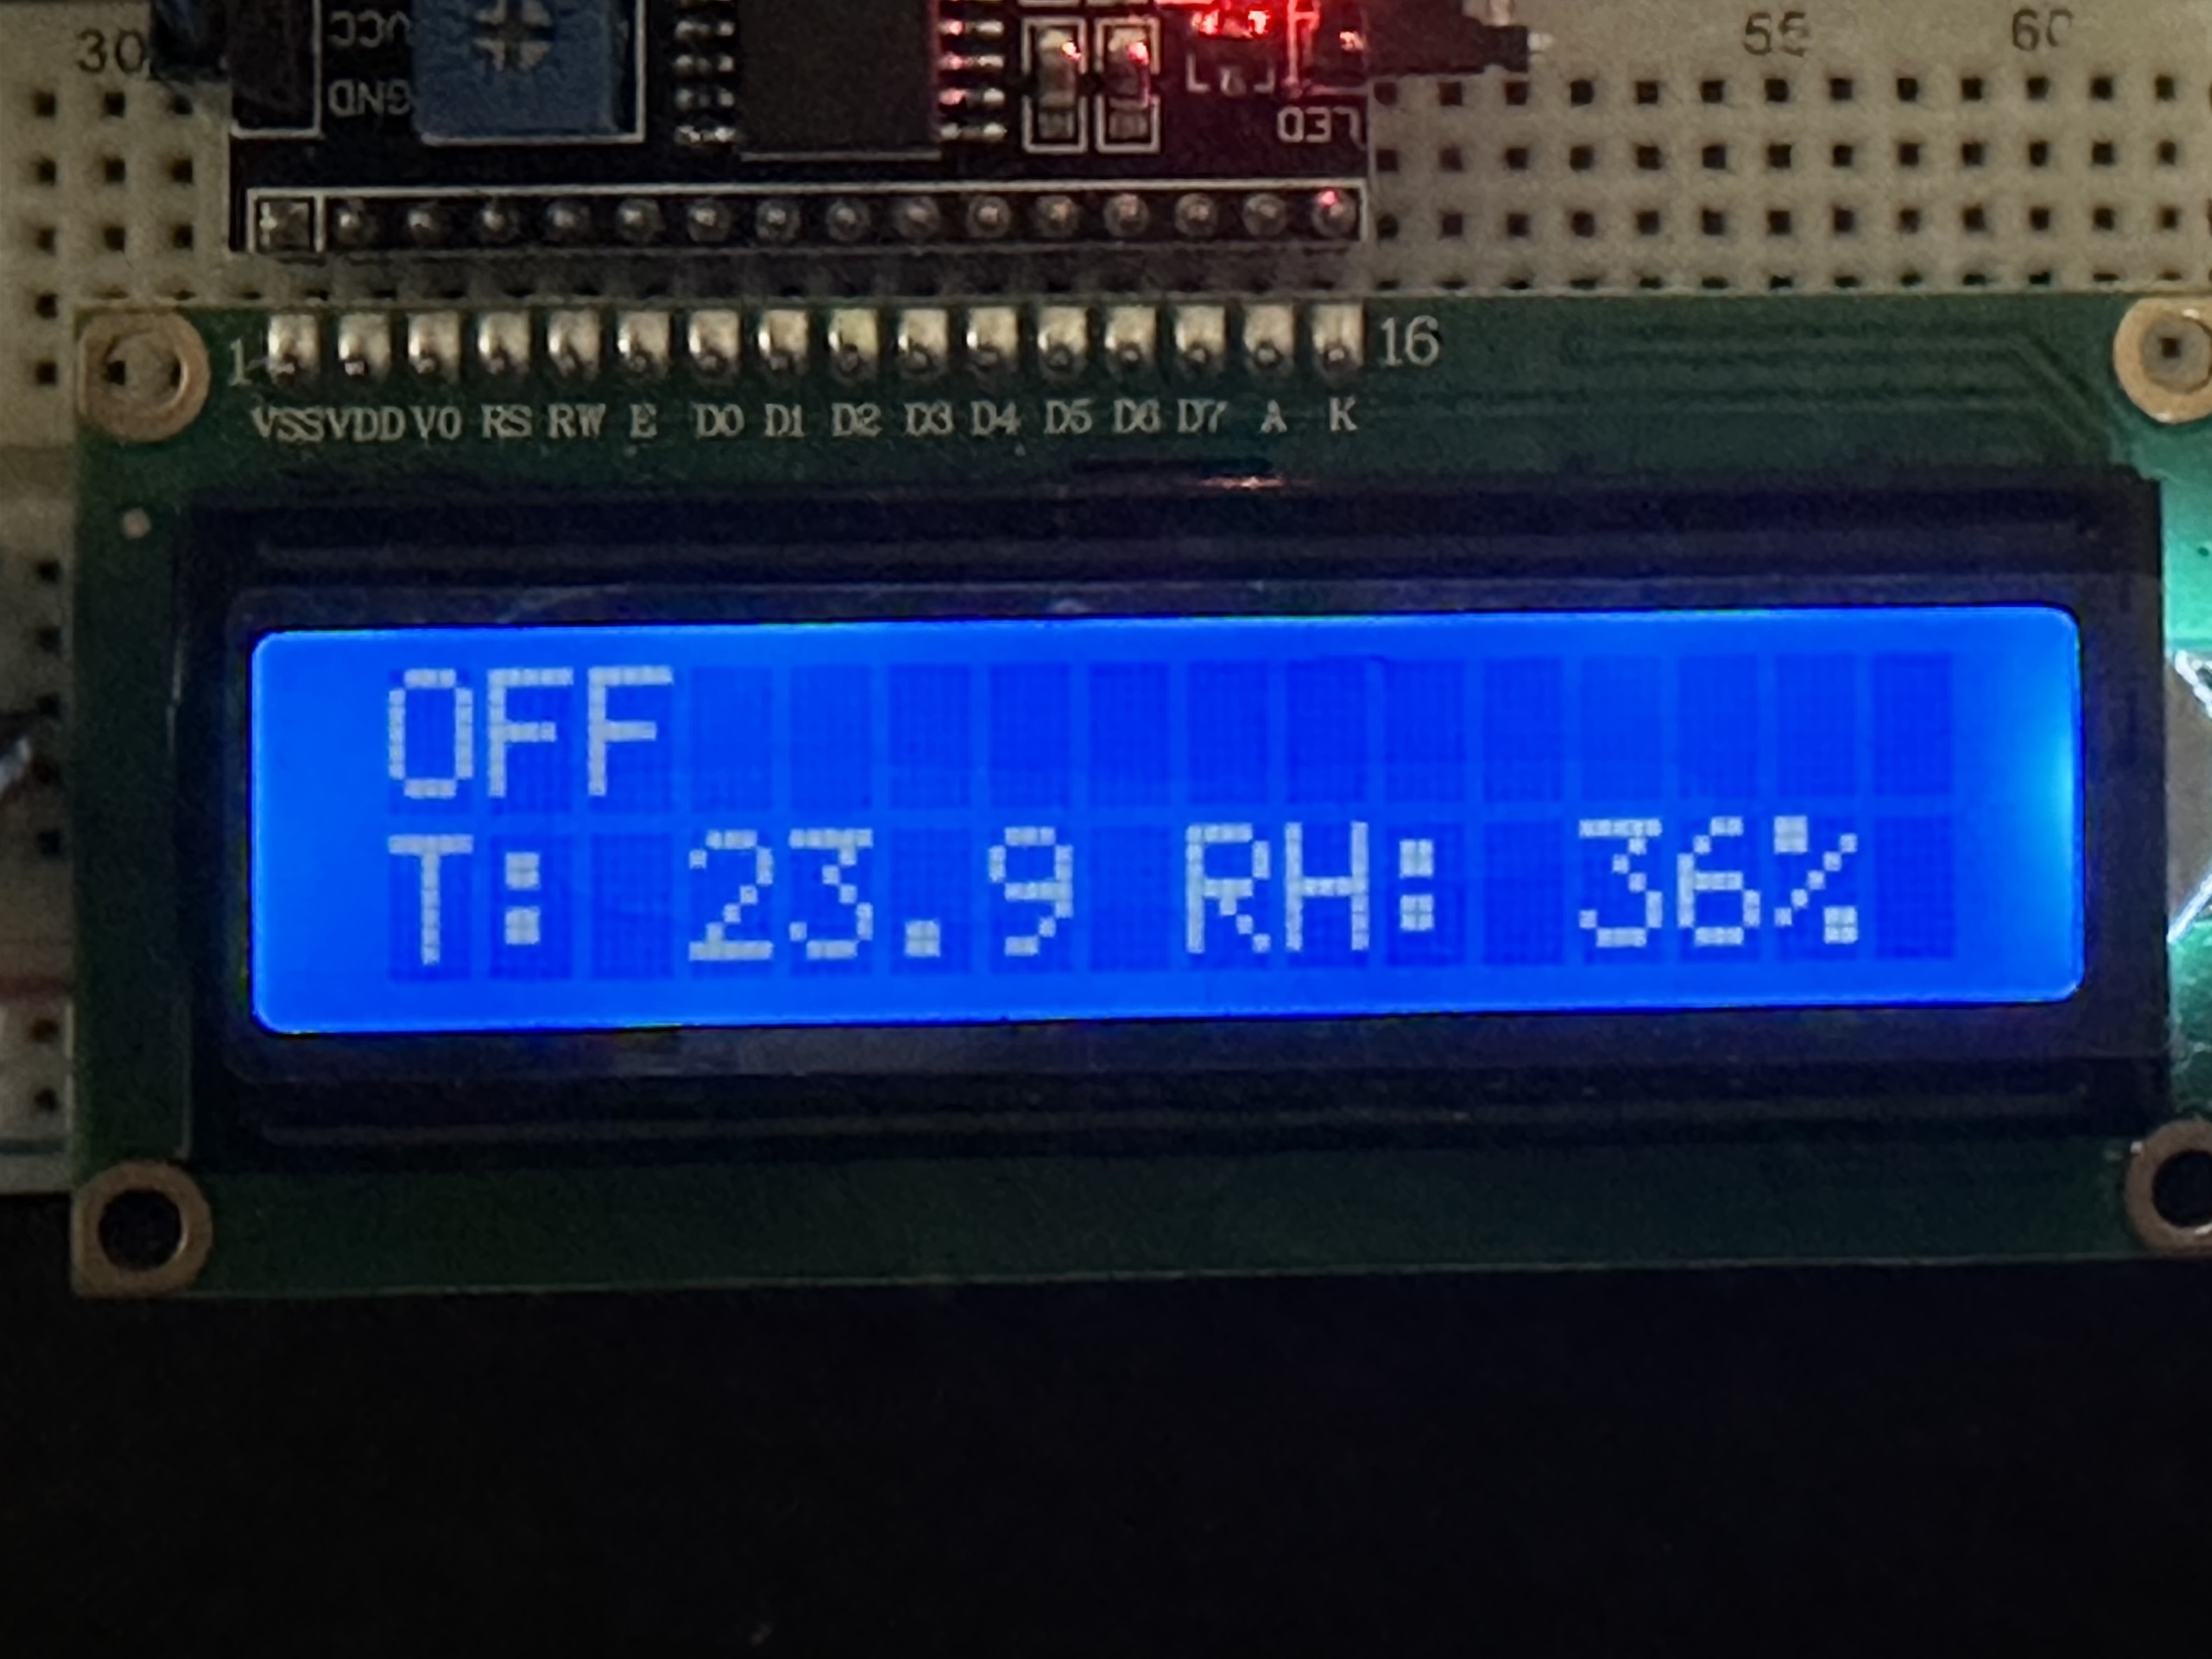 30 55 60
VCC
GND
LED
1 16
VSS VDD V0 RS RW E D0 D1 D2 D3 D4 D5 D6 D7 A K
OFF
T: 23.9 RH: 36%